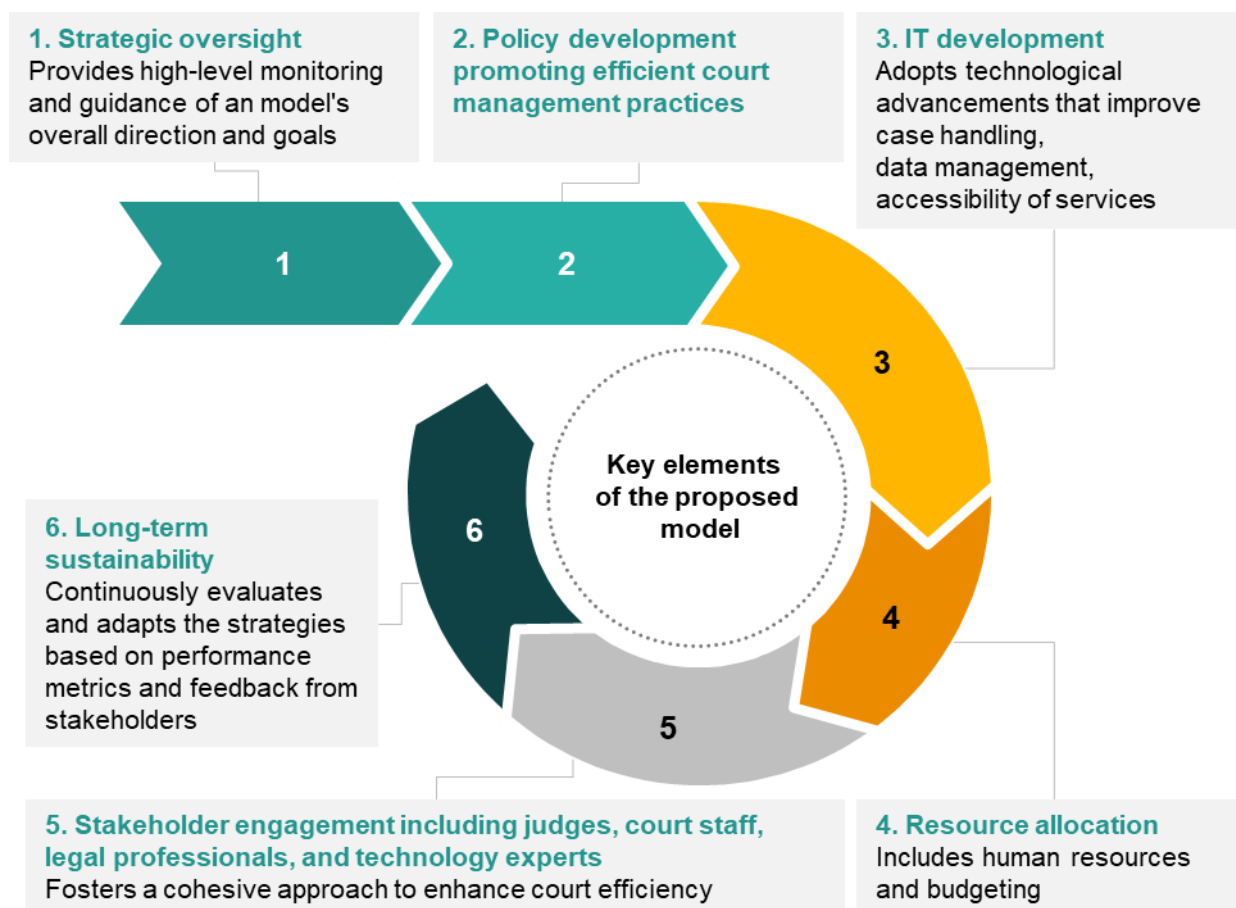 1. Strategic oversight
Provides high-level monitoring
and guidance of an model's
overall direction and goals
2. Policy development
promoting efficient court
management practices
3. IT development
Adopts technological
advancements that improve
case handling,
data management,
accessibility of services
1
2
3
4
5
6
Key elements
of the proposed
model
6. Long-term
sustainability
Continuously evaluates
and adapts the strategies
based on performance
metrics and feedback from
stakeholders
5. Stakeholder engagement including judges, court staff,
legal professionals, and technology experts
Fosters a cohesive approach to enhance court efficiency
4. Resource allocation
Includes human resources
and budgeting